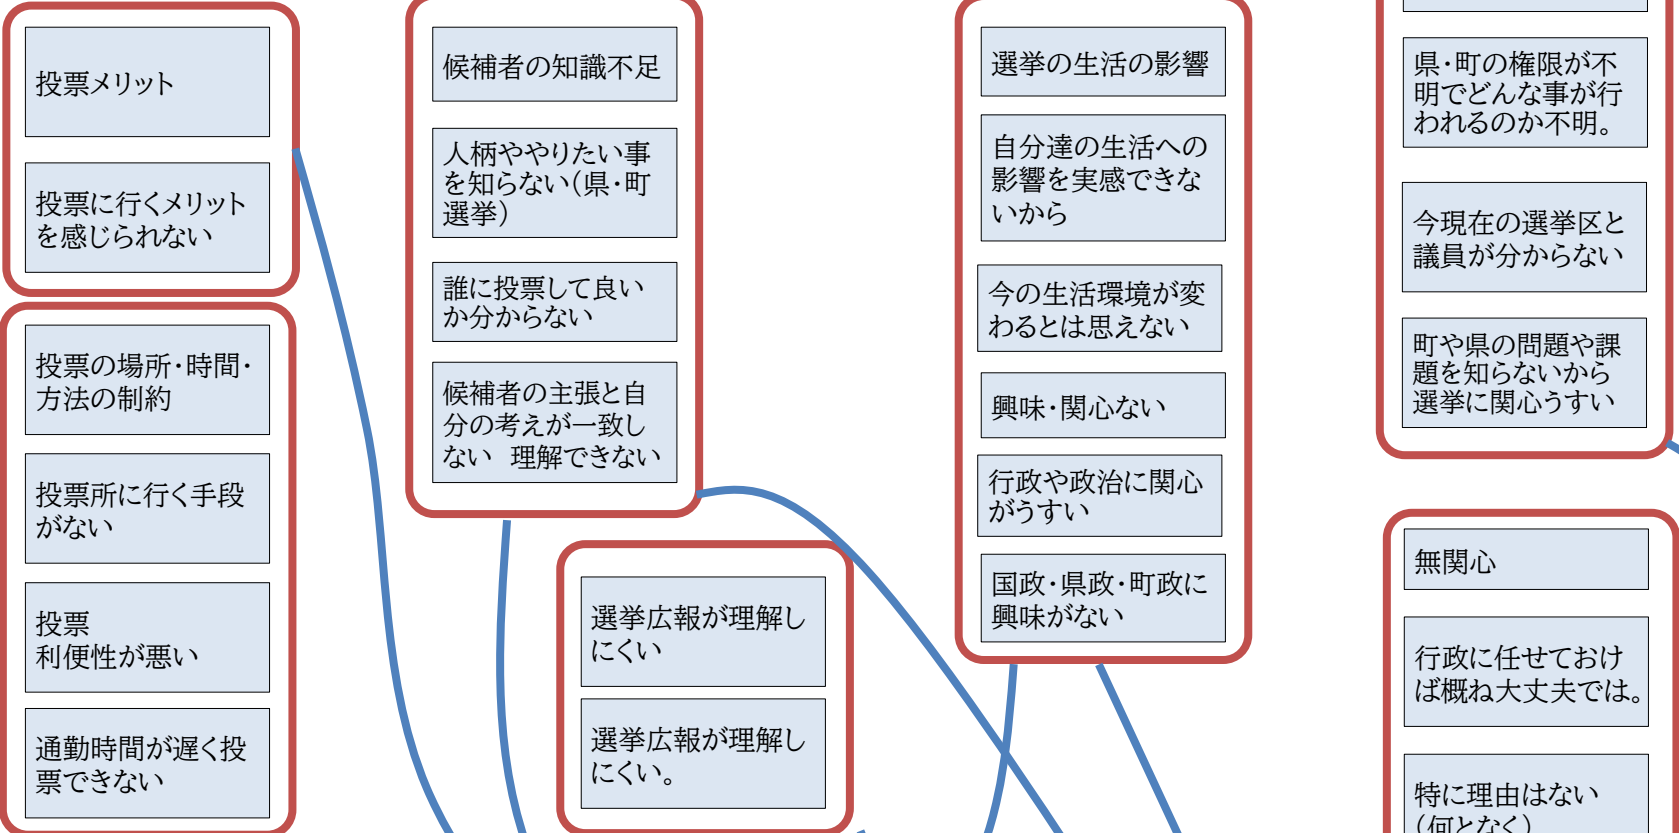 投票メリット
投票に行くメリット
を感じられない
投票の場所・時間・
方法の制約
投票所に行く手段
がない
投票
利便性が悪い
通勤時間が遅く投
票できない
候補者の知識不足
人柄ややりたい事
を知らない（県・町
選挙）
誰に投票して良い
か分からない
候補者の主張と自
分の考えが一致し
ない　理解できない
選挙広報が理解し
にくい
選挙広報が理解し
にくい。
選挙の生活の影響
自分達の生活への
影響を実感できな
いから
今の生活環境が変
わるとは思えない
興味・関心ない
行政や政治に関心
がうすい
国政・県政・町政に
興味がない
県・町の権限が不
明でどんな事が行
われるのか不明。
今現在の選挙区と
議員が分からない
町や県の問題や課
題を知らないから
選挙に関心うすい
無関心
行政に任せておけ
ば概ね大丈夫では。
特に理由はない
（何となく）